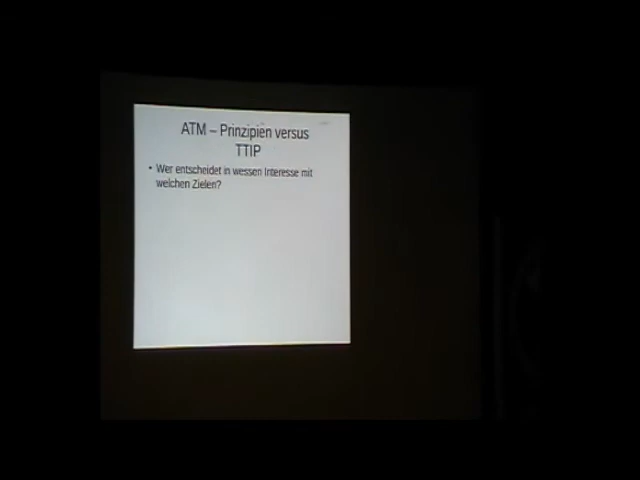 ATM – Prinzipien versus
TTIP
• Wer entscheidet in wessen Interesse mit
welchen Zielen?